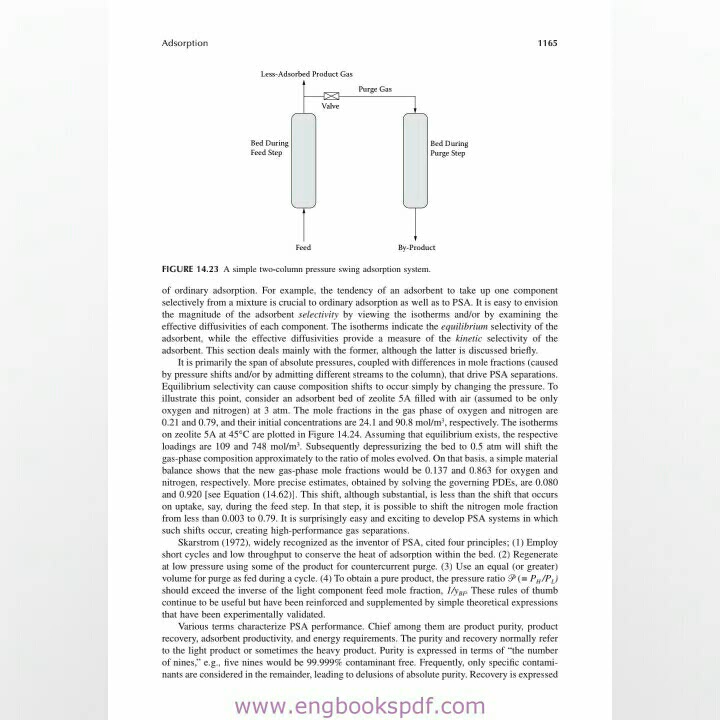 Adsorption
1165
Less-Adsorbed Product Gas
Purge Gas
Valve
Bed During
Feed Step
Bed During
Purge Step
Feed
By-Product
FIGURE 14.23 A simple two-column pressure swing adsorption system.
of ordinary adsorption. For example, the tendency of an adsorbent to take up one component
selectively from a mixture is crucial to ordinary adsorption as well as to PSA. It is easy to envision
the magnitude of the adsorbent selectivity by viewing the isotherms and/or by examining the
effective diffusivities of each component. The isotherms indicate the equilibrium selectivity of the
adsorbent, while the effective diffusivities provide a measure of the kinetic selectivity of the
adsorbent. This section deals mainly with the former, although the latter is discussed briefly.
It is primarily the span of absolute pressures, coupled with differences in mole fractions (caused
by pressure shifts and/or by admitting different streams to the column), that drive PSA separations.
Equilibrium selectivity can cause composition shifts to occur simply by changing the pressure. To
illustrate this point, consider an adsorbent bed of zeolite 5A filled with air (assumed to be only
oxygen and nitrogen) at 3 atm. The mole fractions in the gas phase of oxygen and nitrogen are
0.21 and 0.79, and their initial concentrations are 24.1 and 90.8 mol/m³, respectively. The isotherms
on zeolite 5A at 45°C are plotted in Figure 14.24. Assuming that equilibrium exists, the respective
loadings are 109 and 748 mol/m³. Subsequently depressurizing the bed to 0.5 atm will shift the
gas-phase composition approximately to the ratio of moles evolved. On that basis, a simple material
balance shows that the new gas-phase mole fractions would be 0.137 and 0.863 for oxygen and
nitrogen, respectively. More precise estimates, obtained by solving the governing PDEs, are 0.080
and 0.920 [see Equation (14.62)]. This shift, although substantial, is less than the shift that occurs
on uptake, say, during the feed step. In that step, it is possible to shift the nitrogen mole fraction
from less than 0.003 to 0.79. It is surprisingly easy and exciting to develop PSA systems in which
such shifts occur, creating high-performance gas separations.
Skarstrom (1972), widely recognized as the inventor of PSA, cited four principles; (1) Employ
short cycles and low throughput to conserve the heat of adsorption within the bed. (2) Regenerate
at low pressure using some of the product for countercurrent purge. (3) Use an equal (or greater)
volume for purge as fed during a cycle. (4) To obtain a pure product, the pressure ratio 𝒫 (≡ P_H/P_L)
should exceed the inverse of the light component feed mole fraction, 1/y_BF. These rules of thumb
continue to be useful but have been reinforced and supplemented by simple theoretical expressions
that have been experimentally validated.
Various terms characterize PSA performance. Chief among them are product purity, product
recovery, adsorbent productivity, and energy requirements. The purity and recovery normally refer
to the light product or sometimes the heavy product. Purity is expressed in terms of "the number
of nines," e.g., five nines would be 99.999% contaminant free. Frequently, only specific contami-
nants are considered in the remainder, leading to delusions of absolute purity. Recovery is expressed
www.engbookspdf.com